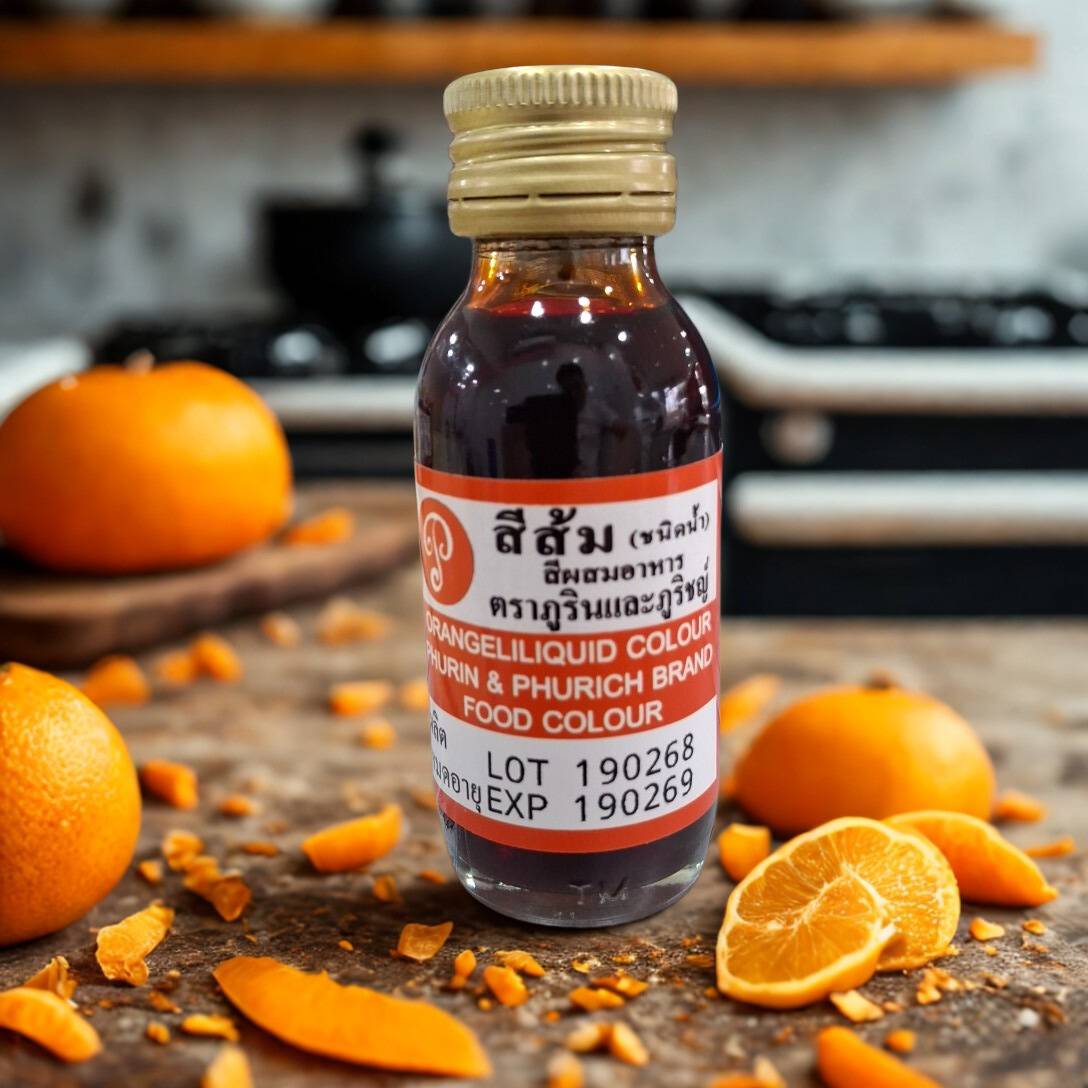 สีส้ม (ชนิดน้ำ)
สีผสมอาหาร
ตราภูรินและภูริชญ์
ORANGELILIQUID COLOUR
PHURIN & PHURICH BRAND
FOOD COLOUR
LOT 190268
EXP 190269
TM